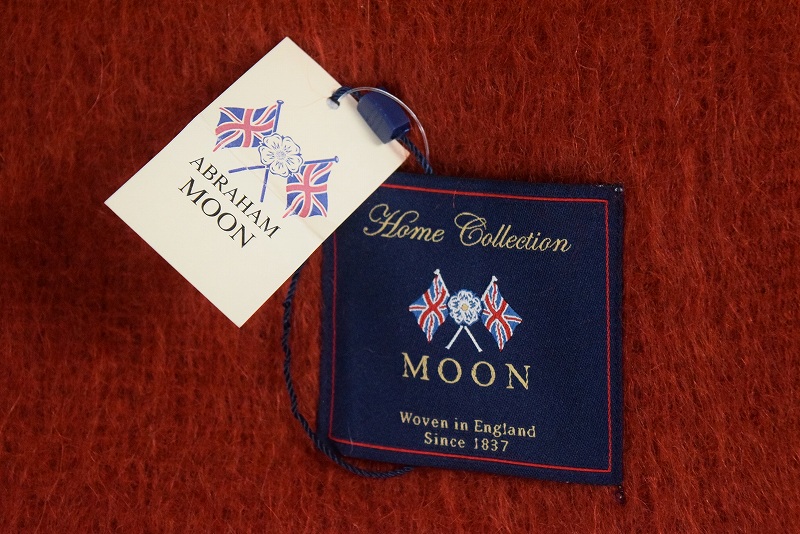 ABRAHAM
MOON
Home Collection
MOON
Woven in England
Since 1837